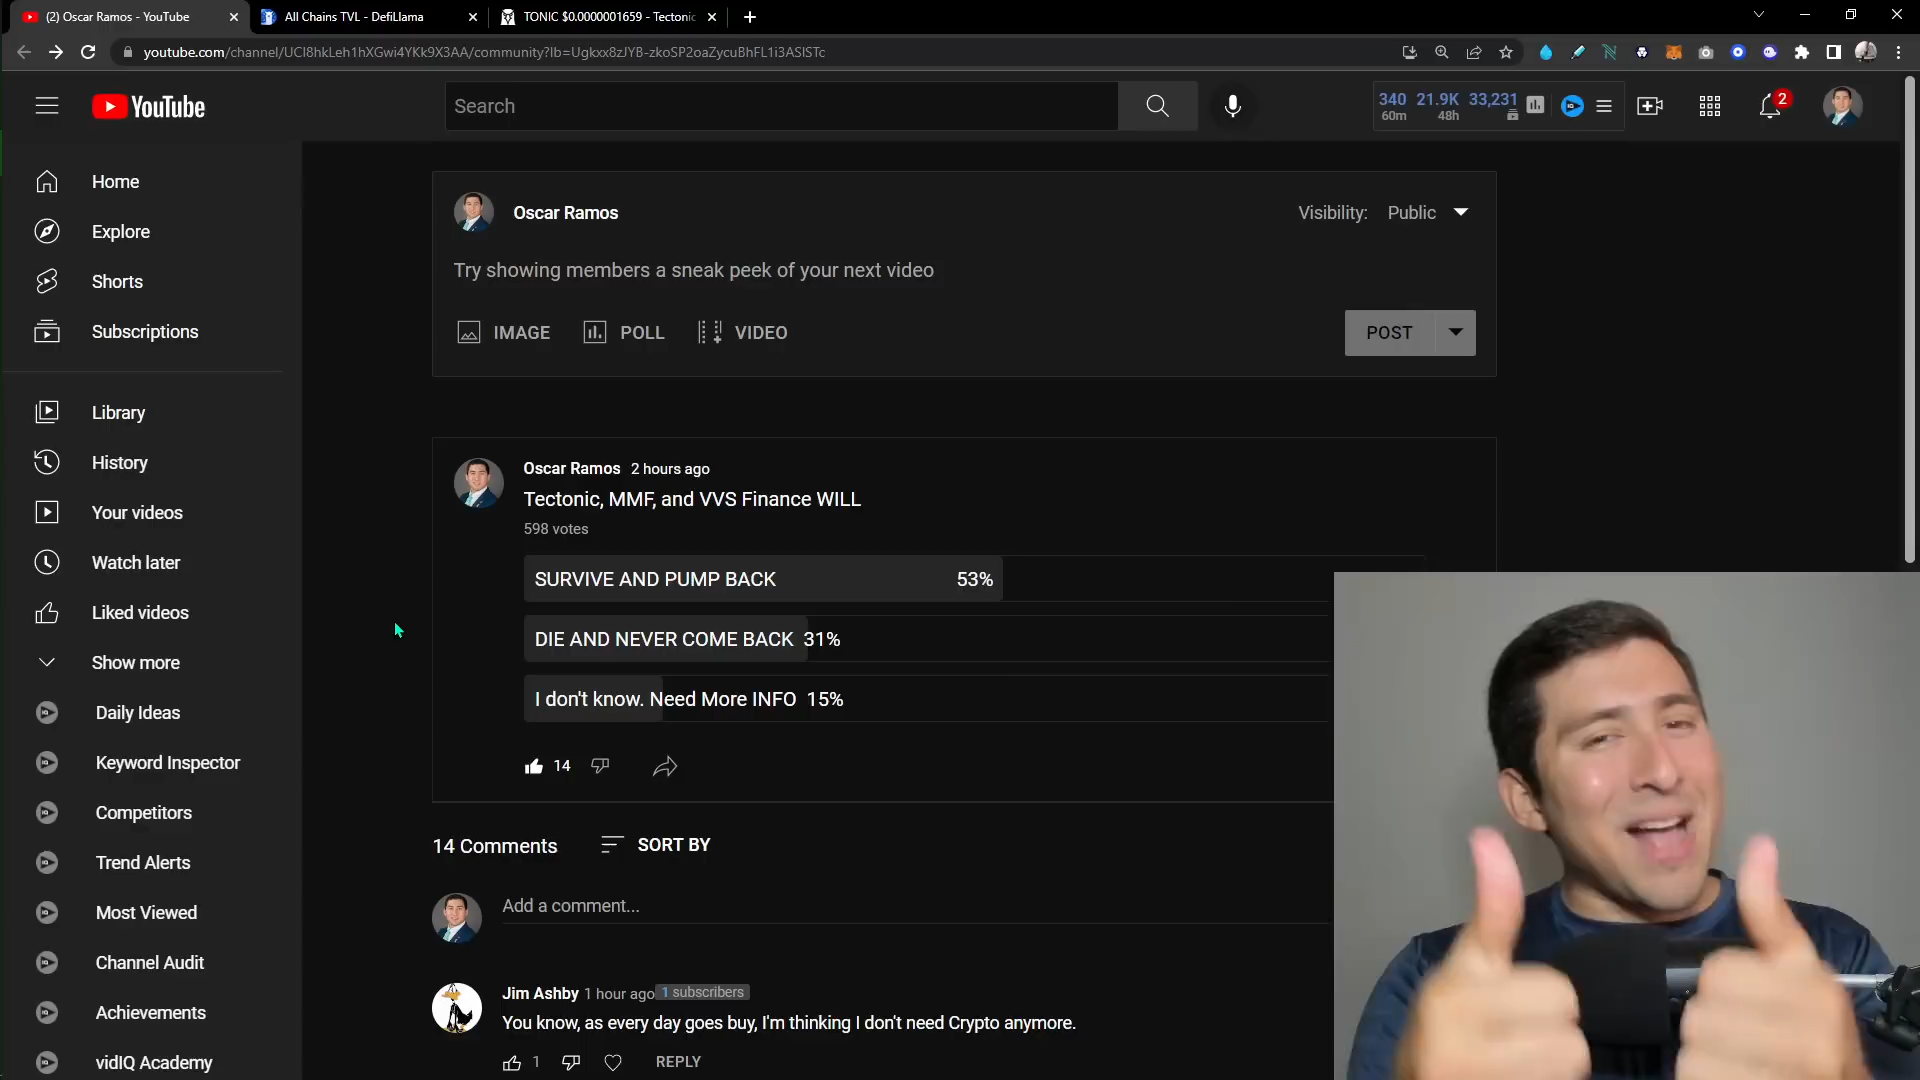 (2) Oscar Ramos - YouTube
All Chains TVL - DefiLlama
TONIC $0.0000001659 - Tectonic
youtube.com/channel/UCl8hkLeh1hXGwi4YKk9X3AA/community?lb=Ugkxx8zJYB-zkoSP2oaZycuBhFL1i3ASlSTc
YouTube
Search
340 21.9K 33,231
60m 48h
2
Home
Explore
Shorts
Subscriptions
Library
History
Your videos
Watch later
Liked videos
Show more
Daily Ideas
Keyword Inspector
Competitors
Trend Alerts
Most Viewed
Channel Audit
Achievements
vidIQ Academy
Oscar Ramos
Visibility: Public
Try showing members a sneak peek of your next video
IMAGE POLL VIDEO
POST
Oscar Ramos 2 hours ago
Tectonic, MMF, and VVS Finance WILL
598 votes
SURVIVE AND PUMP BACK 53%
DIE AND NEVER COME BACK 31%
I don't know. Need More INFO 15%
14
14 Comments SORT BY
Add a comment...
Jim Ashby 1 hour ago 1 subscribers
You know, as every day goes buy, I'm thinking I don't need Crypto anymore.
1 REPLY